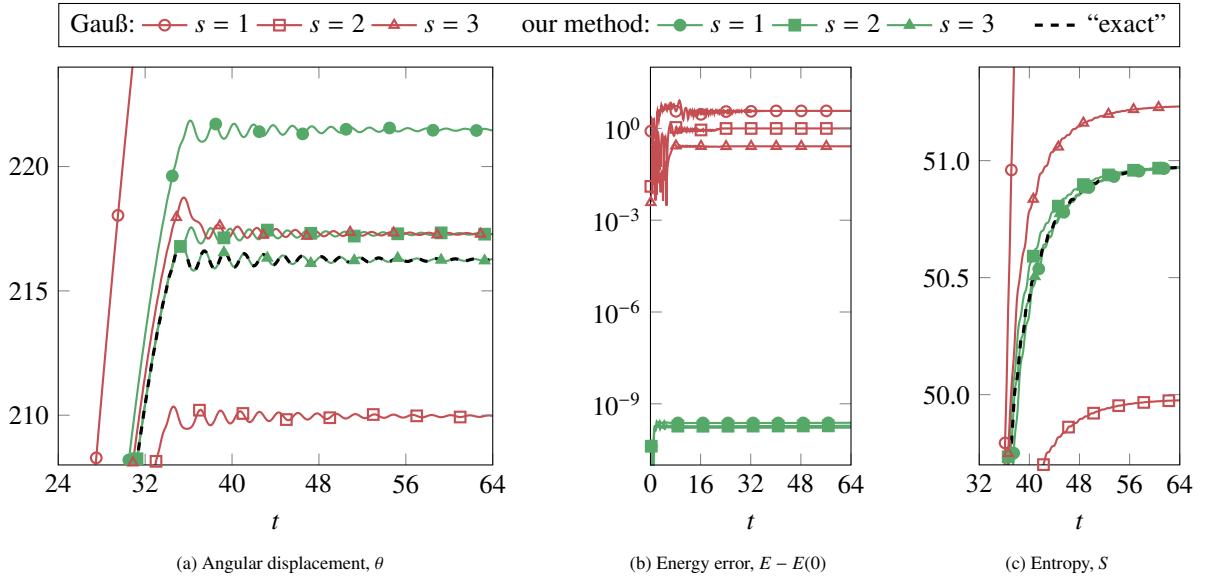 Gauß: s = 1 s = 2 s = 3 our method: s = 1 s = 2 s = 3 “exact”
220
215
210
24 32 40 48 56 64
t
(a) Angular displacement, θ
10^0
10^−3
10^−6
10^−9
0 16 32 48 64
t
(b) Energy error, E − E(0)
51.0
50.5
50.0
32 40 48 56 64
t
(c) Entropy, S